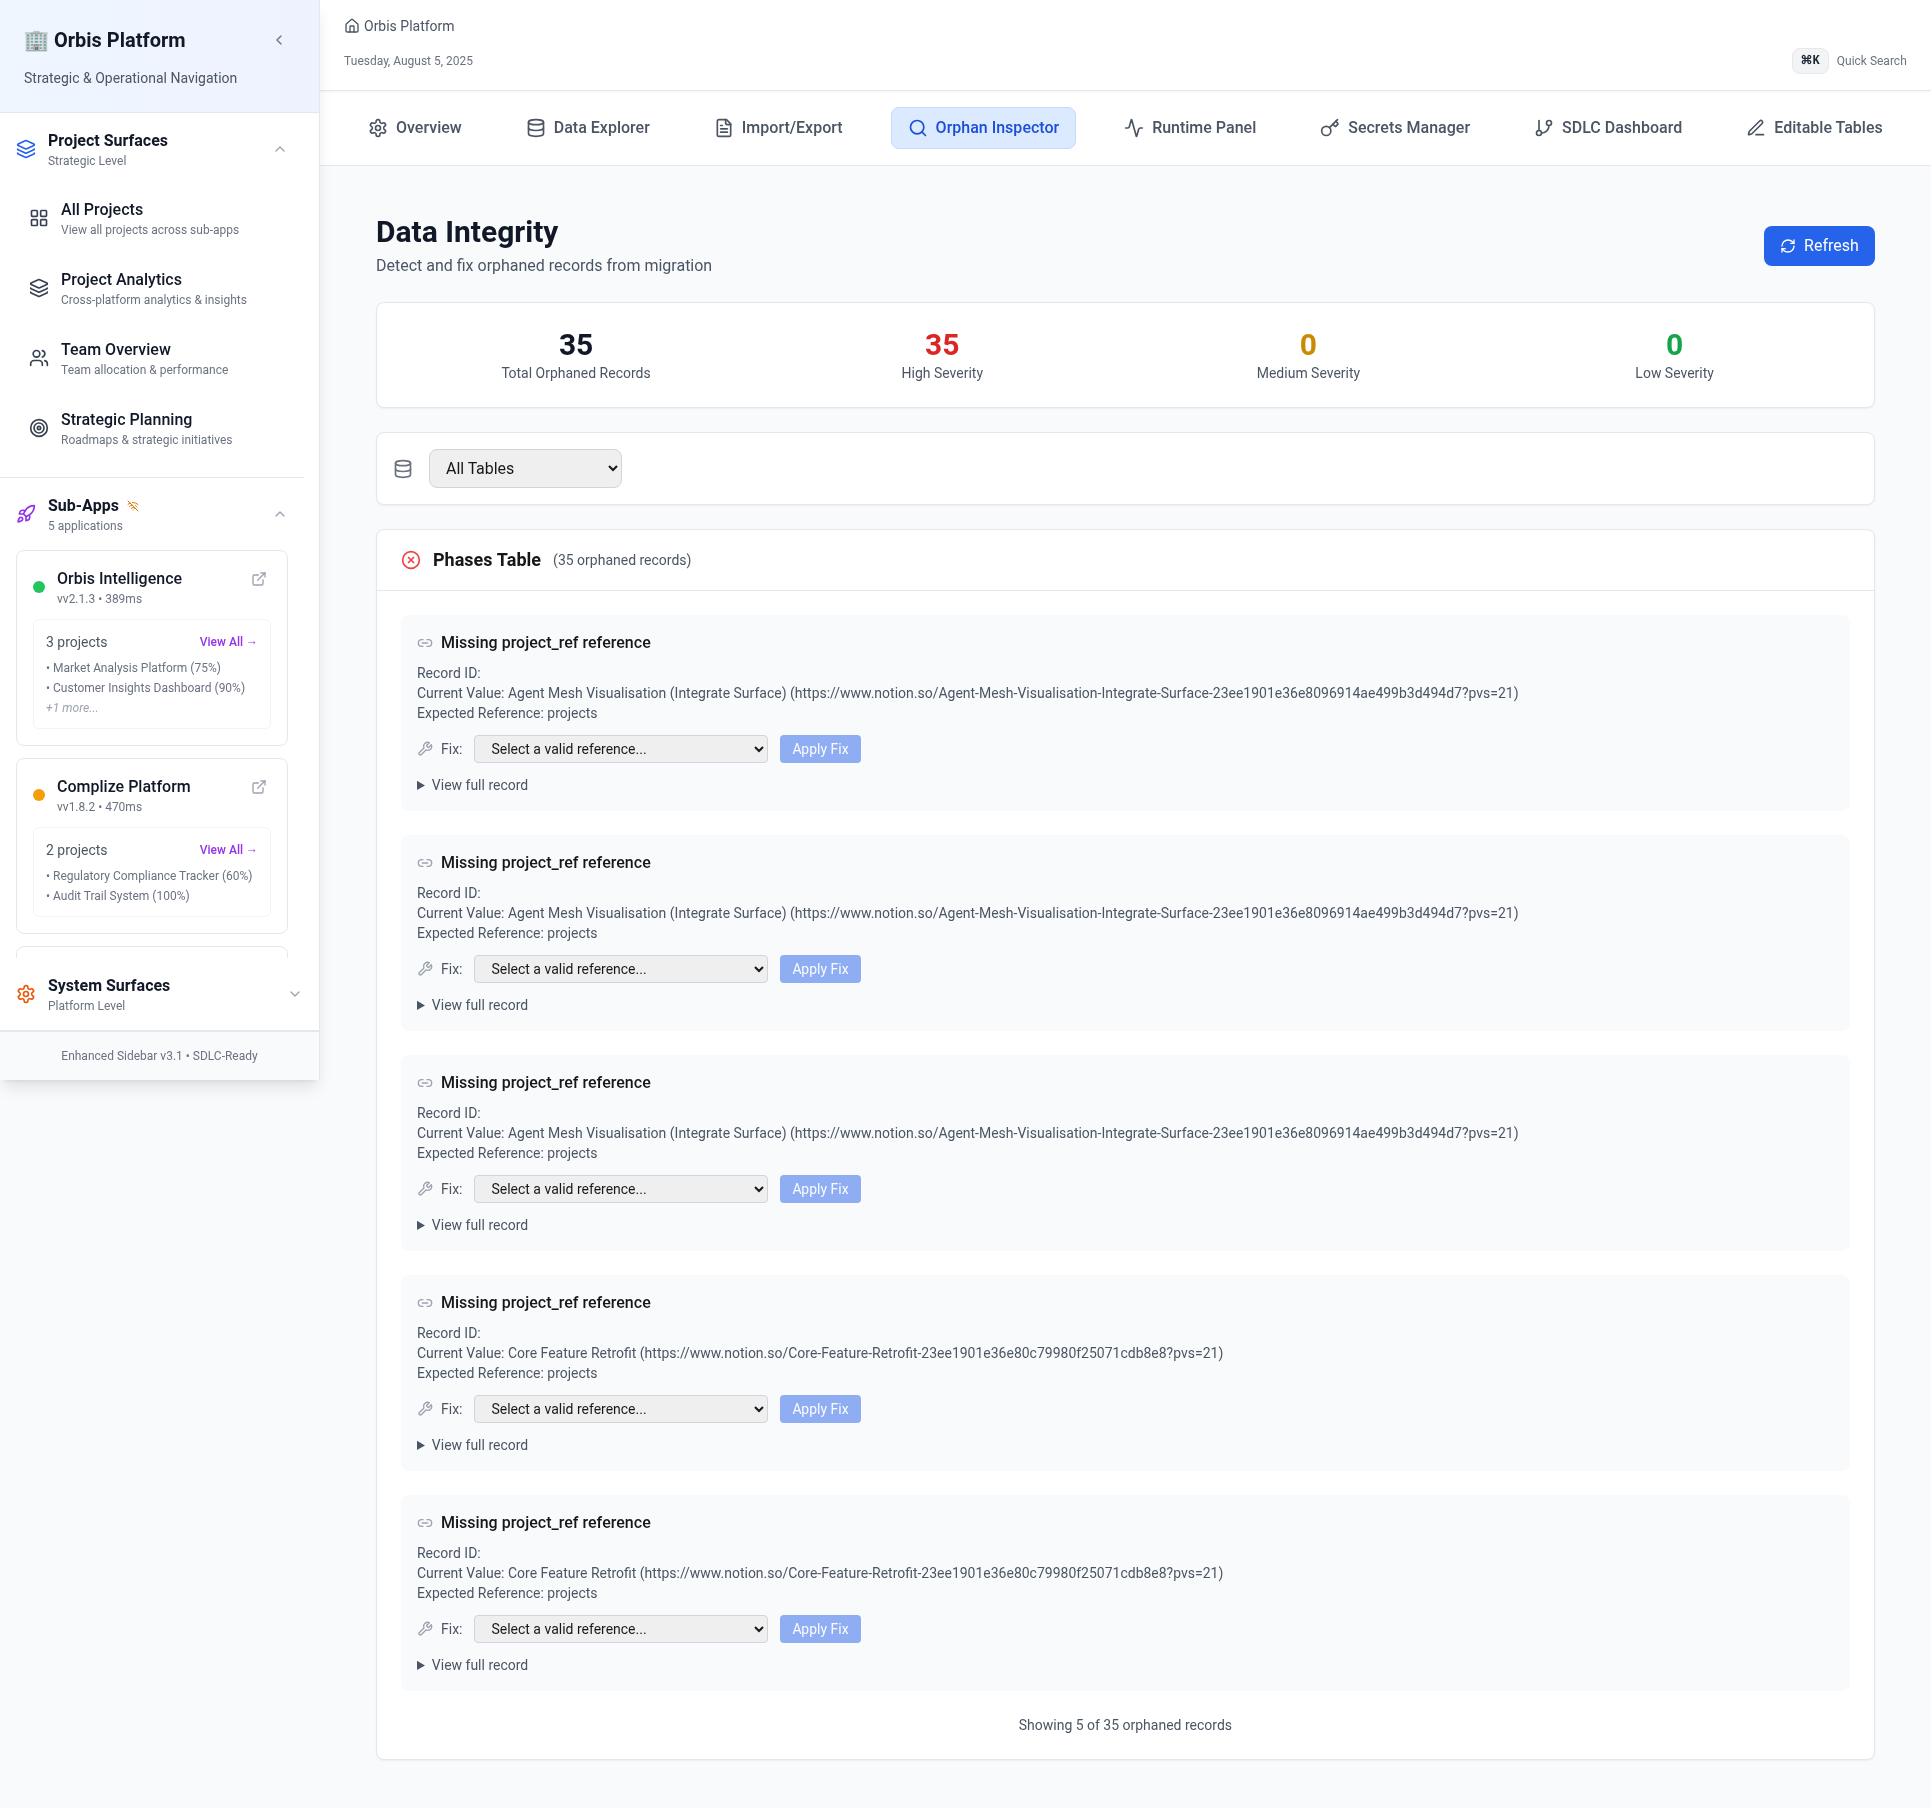 🏢 Orbis Platform
Strategic & Operational Navigation
Project Surfaces
Strategic Level
All Projects
View all projects across sub-apps
Project Analytics
Cross-platform analytics & insights
Team Overview
Team allocation & performance
Strategic Planning
Roadmaps & strategic initiatives
Sub-Apps
5 applications
Orbis Intelligence
vv2.1.3 • 389ms
3 projects View All →
• Market Analysis Platform (75%)
• Customer Insights Dashboard (90%)
+1 more...
Complize Platform
vv1.8.2 • 470ms
2 projects View All →
• Regulatory Compliance Tracker (60%)
• Audit Trail System (100%)
System Surfaces
Platform Level
Enhanced Sidebar v3.1 • SDLC-Ready
Orbis Platform
Tuesday, August 5, 2025
⌘K Quick Search
Overview Data Explorer Import/Export Orphan Inspector Runtime Panel Secrets Manager SDLC Dashboard Editable Tables
Data Integrity
Detect and fix orphaned records from migration
Refresh
35 35 0 0
Total Orphaned Records High Severity Medium Severity Low Severity
All Tables
Phases Table (35 orphaned records)
Missing project_ref reference
Record ID:
Current Value: Agent Mesh Visualisation (Integrate Surface) (https://www.notion.so/Agent-Mesh-Visualisation-Integrate-Surface-23ee1901e36e8096914ae499b3d494d7?pvs=21)
Expected Reference: projects
Fix: Select a valid reference... Apply Fix
▶ View full record
Missing project_ref reference
Record ID:
Current Value: Agent Mesh Visualisation (Integrate Surface) (https://www.notion.so/Agent-Mesh-Visualisation-Integrate-Surface-23ee1901e36e8096914ae499b3d494d7?pvs=21)
Expected Reference: projects
Fix: Select a valid reference... Apply Fix
▶ View full record
Missing project_ref reference
Record ID:
Current Value: Agent Mesh Visualisation (Integrate Surface) (https://www.notion.so/Agent-Mesh-Visualisation-Integrate-Surface-23ee1901e36e8096914ae499b3d494d7?pvs=21)
Expected Reference: projects
Fix: Select a valid reference... Apply Fix
▶ View full record
Missing project_ref reference
Record ID:
Current Value: Core Feature Retrofit (https://www.notion.so/Core-Feature-Retrofit-23ee1901e36e80c79980f25071cdb8e8?pvs=21)
Expected Reference: projects
Fix: Select a valid reference... Apply Fix
▶ View full record
Missing project_ref reference
Record ID:
Current Value: Core Feature Retrofit (https://www.notion.so/Core-Feature-Retrofit-23ee1901e36e80c79980f25071cdb8e8?pvs=21)
Expected Reference: projects
Fix: Select a valid reference... Apply Fix
▶ View full record
Showing 5 of 35 orphaned records